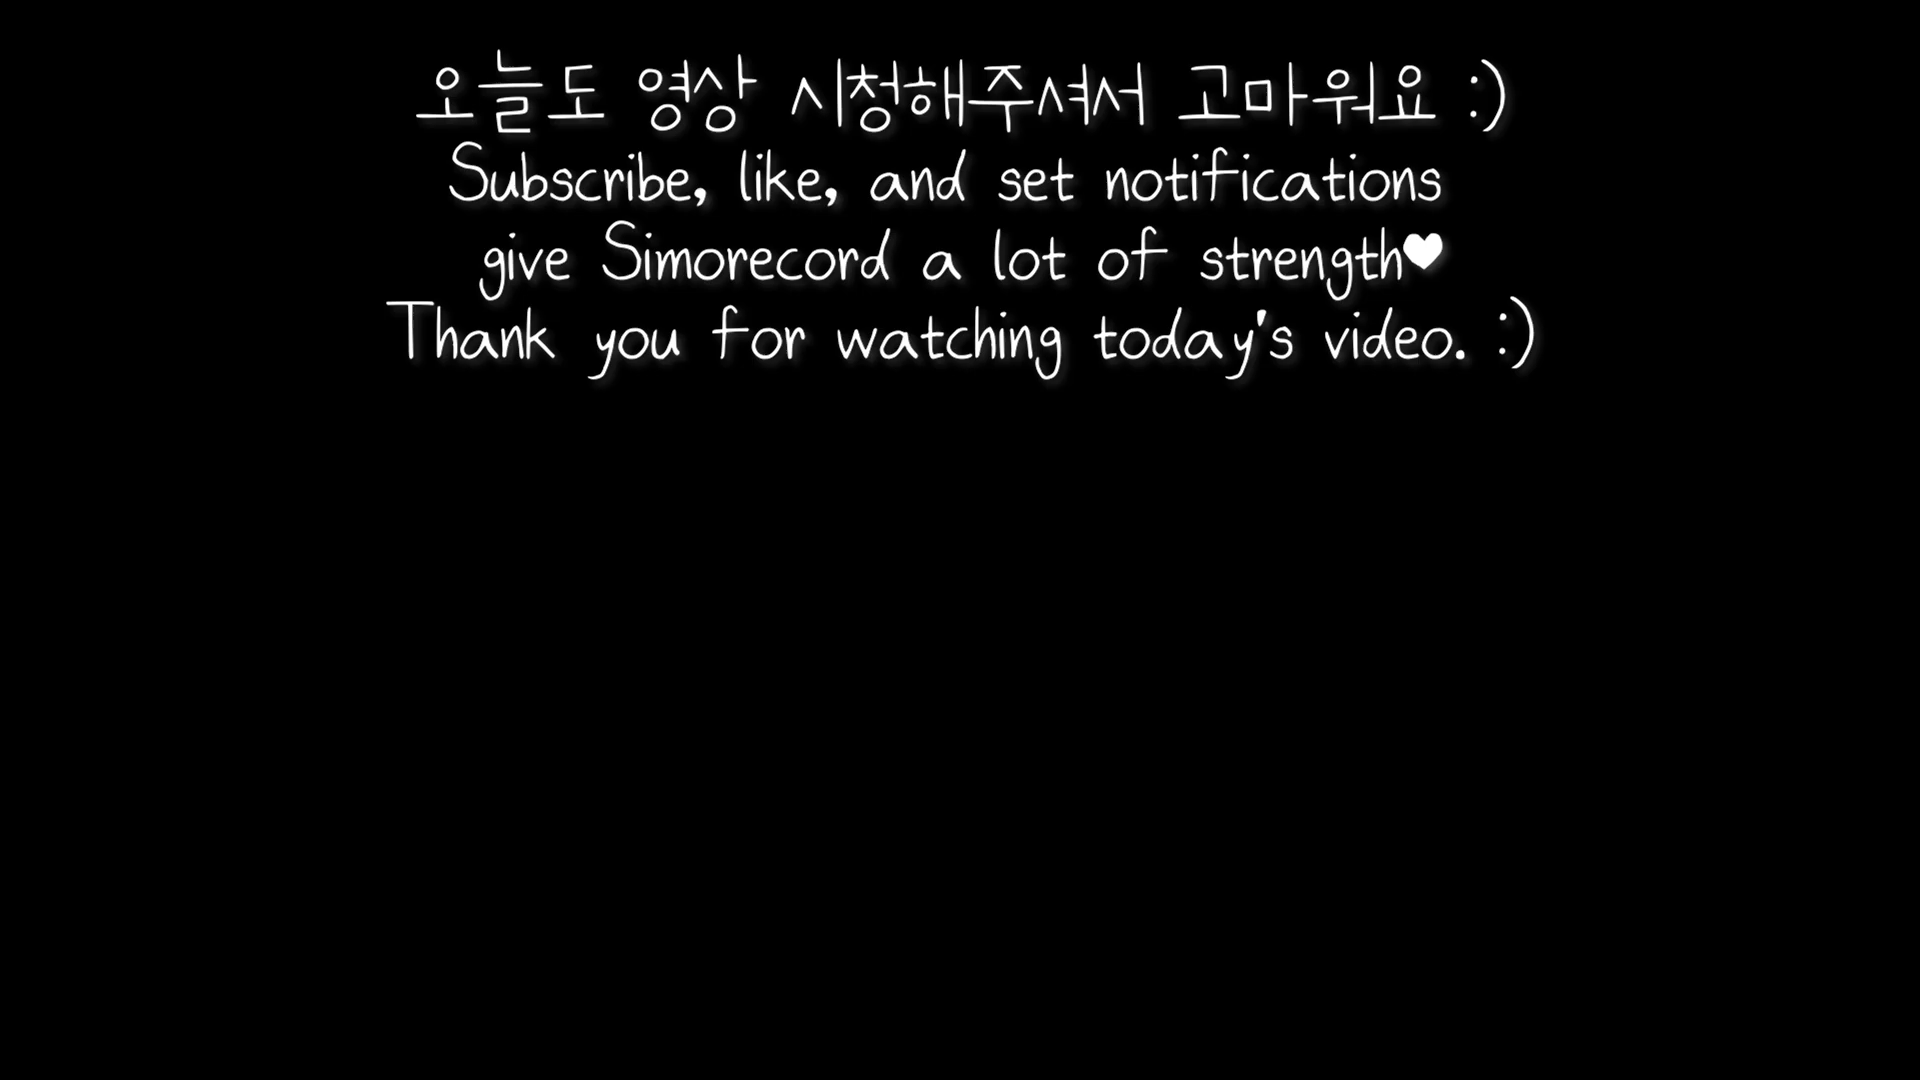 오늘도 영상 시청해주셔서 고마워요 :)
Subscribe, like, and set notifications
give Simorecord a lot of strength♥
Thank you for watching today's video. :)